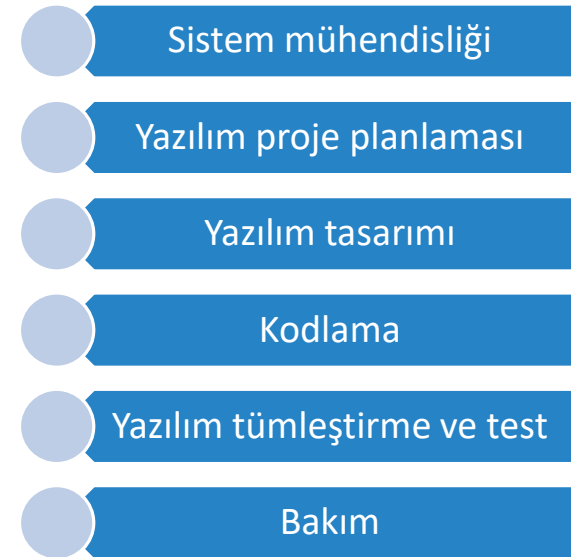 Sistem mühendisliği
Yazılım proje planlaması
Yazılım tasarımı
Kodlama
Yazılım tümleştirme ve test
Bakım